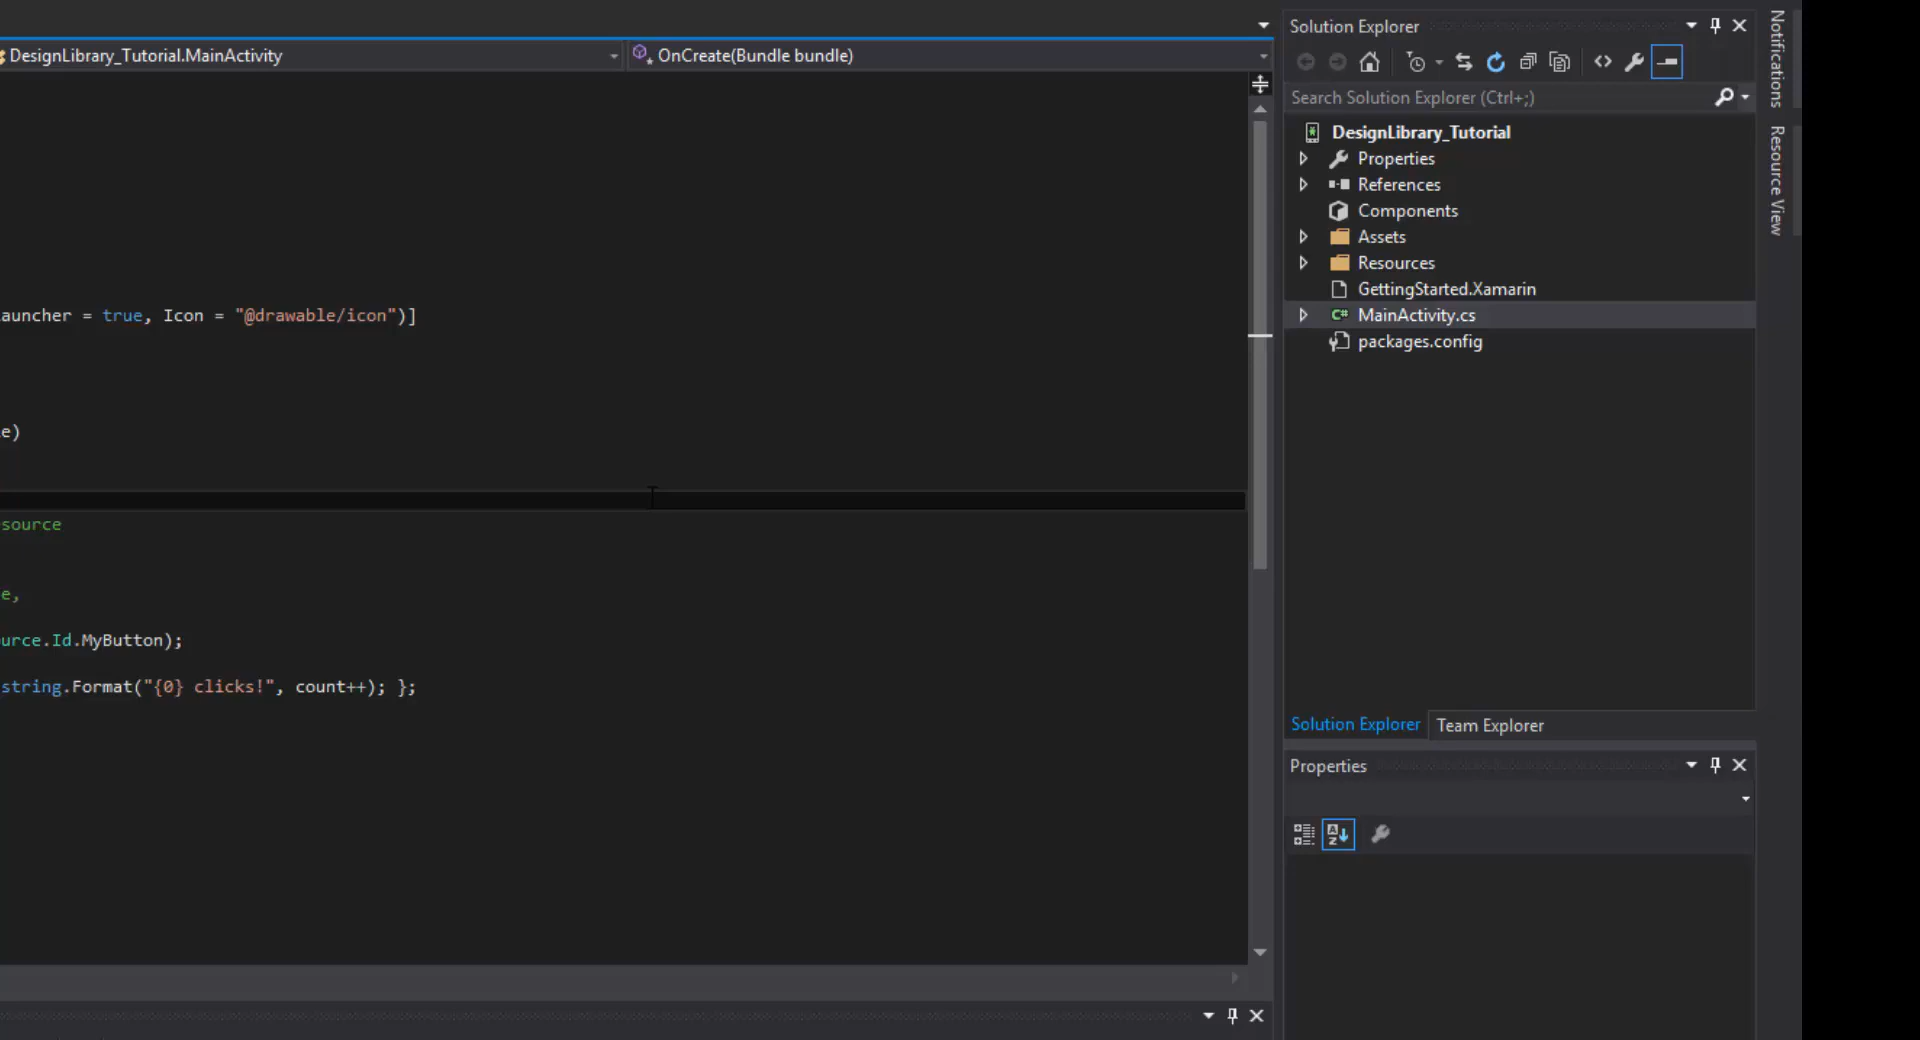 DesignLibrary_Tutorial.MainActivity
OnCreate(Bundle bundle)
auncher = true, Icon = "@drawable/icon")]
e)
source
e,
urce.Id.MyButton);
string.Format("{0} clicks!", count++); };
Solution Explorer
Search Solution Explorer (Ctrl+;)
DesignLibrary_Tutorial
Properties
References
Components
Assets
Resources
GettingStarted.Xamarin
C# MainActivity.cs
packages.config
Solution Explorer
Team Explorer
Properties
Notifications
Resource View